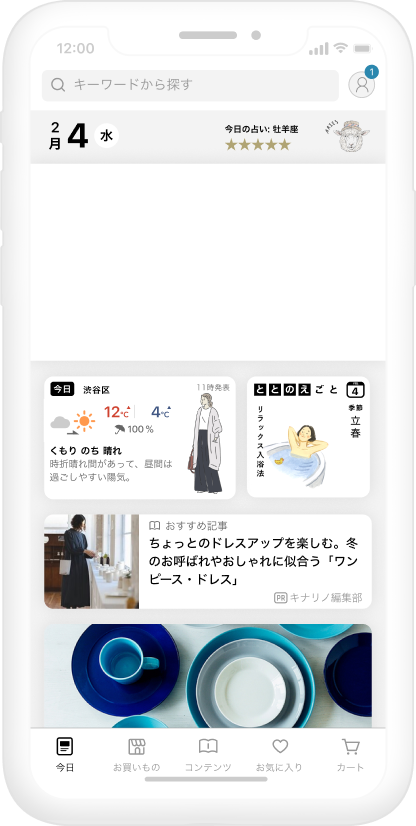 12:00
キーワードから探す
1
2
月
4
水
今日の占い: 牡羊座
ARIES
今日
渋谷区
11時発表
12℃
4℃
100%
くもり のち 晴れ
時折晴れ間があって、昼間は
過ごしやすい陽気。
ととのえごと
4
季節
立春
リラックス入浴法
おすすめ記事
ちょっとのドレスアップを楽しむ。冬
のお呼ばれやおしゃれに似合う「ワン
ピース・ドレス」
PR キナリノ編集部
今日
お買いもの
コンテンツ
お気に入り
カート